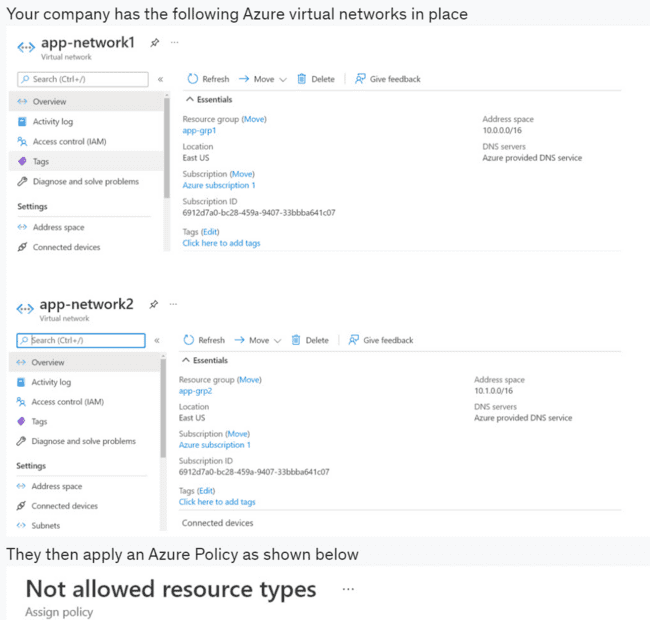 Your company has the following Azure virtual networks in place
app-network1 ...
Virtual network
Search (Ctrl+/)
«
Refresh
Move
Delete
Give feedback
Overview
Activity log
Access control (IAM)
Tags
Diagnose and solve problems
Settings
Address space
Connected devices
Essentials
Resource group (Move)
app-grp1
Location
East US
Subscription (Move)
Azure subscription 1
Subscription ID
6912d7a0-bc28-459a-9407-33bbba641c07
Tags (Edit)
Click here to add tags
Address space
10.0.0.0/16
DNS servers
Azure provided DNS service
app-network2 ...
Virtual network
Search (Ctrl+/)
«
Refresh
Move
Delete
Give feedback
Overview
Activity log
Access control (IAM)
Tags
Diagnose and solve problems
Settings
Address space
Connected devices
Subnets
Essentials
Resource group (Move)
app-grp2
Location
East US
Subscription (Move)
Azure subscription 1
Subscription ID
6912d7a0-bc28-459a-9407-33bbba641c07
Tags (Edit)
Click here to add tags
Connected devices
Address space
10.1.0.0/16
DNS servers
Azure provided DNS service
They then apply an Azure Policy as shown below
Not allowed resource types ...
Assign policy